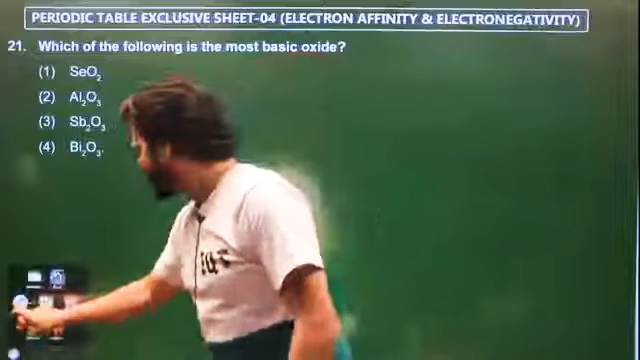 PERIODIC TABLE EXCLUSIVE SHEET-04 (ELECTRON AFFINITY & ELECTRONEGATIVITY)
21. Which of the following is the most basic oxide?
(1) SeO₂
(2) Al₂O₃
(3) Sb₂O₃
(4) Bi₂O₃.